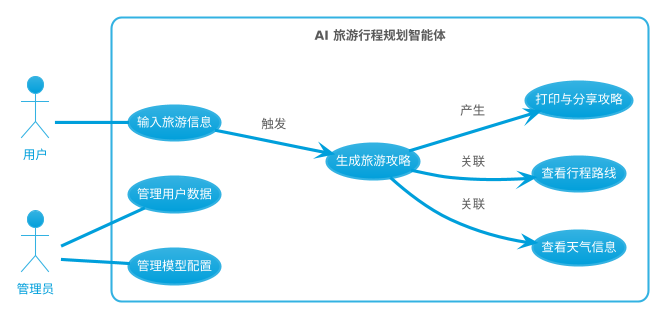 AI 旅游行程规划智能体
用户
管理员
输入旅游信息
管理用户数据
管理模型配置
触发
生成旅游攻略
产生
关联
关联
打印与分享攻略
查看行程路线
查看天气信息